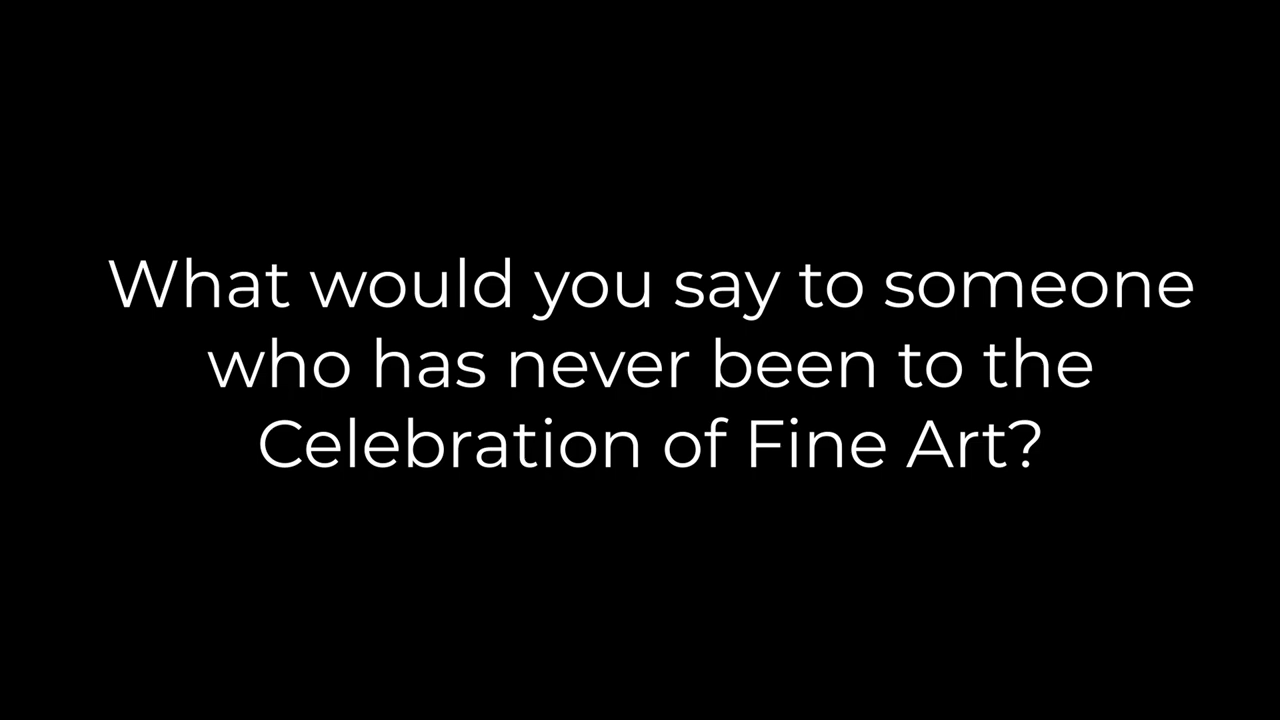 What would you say to someone
who has never been to the
Celebration of Fine Art?